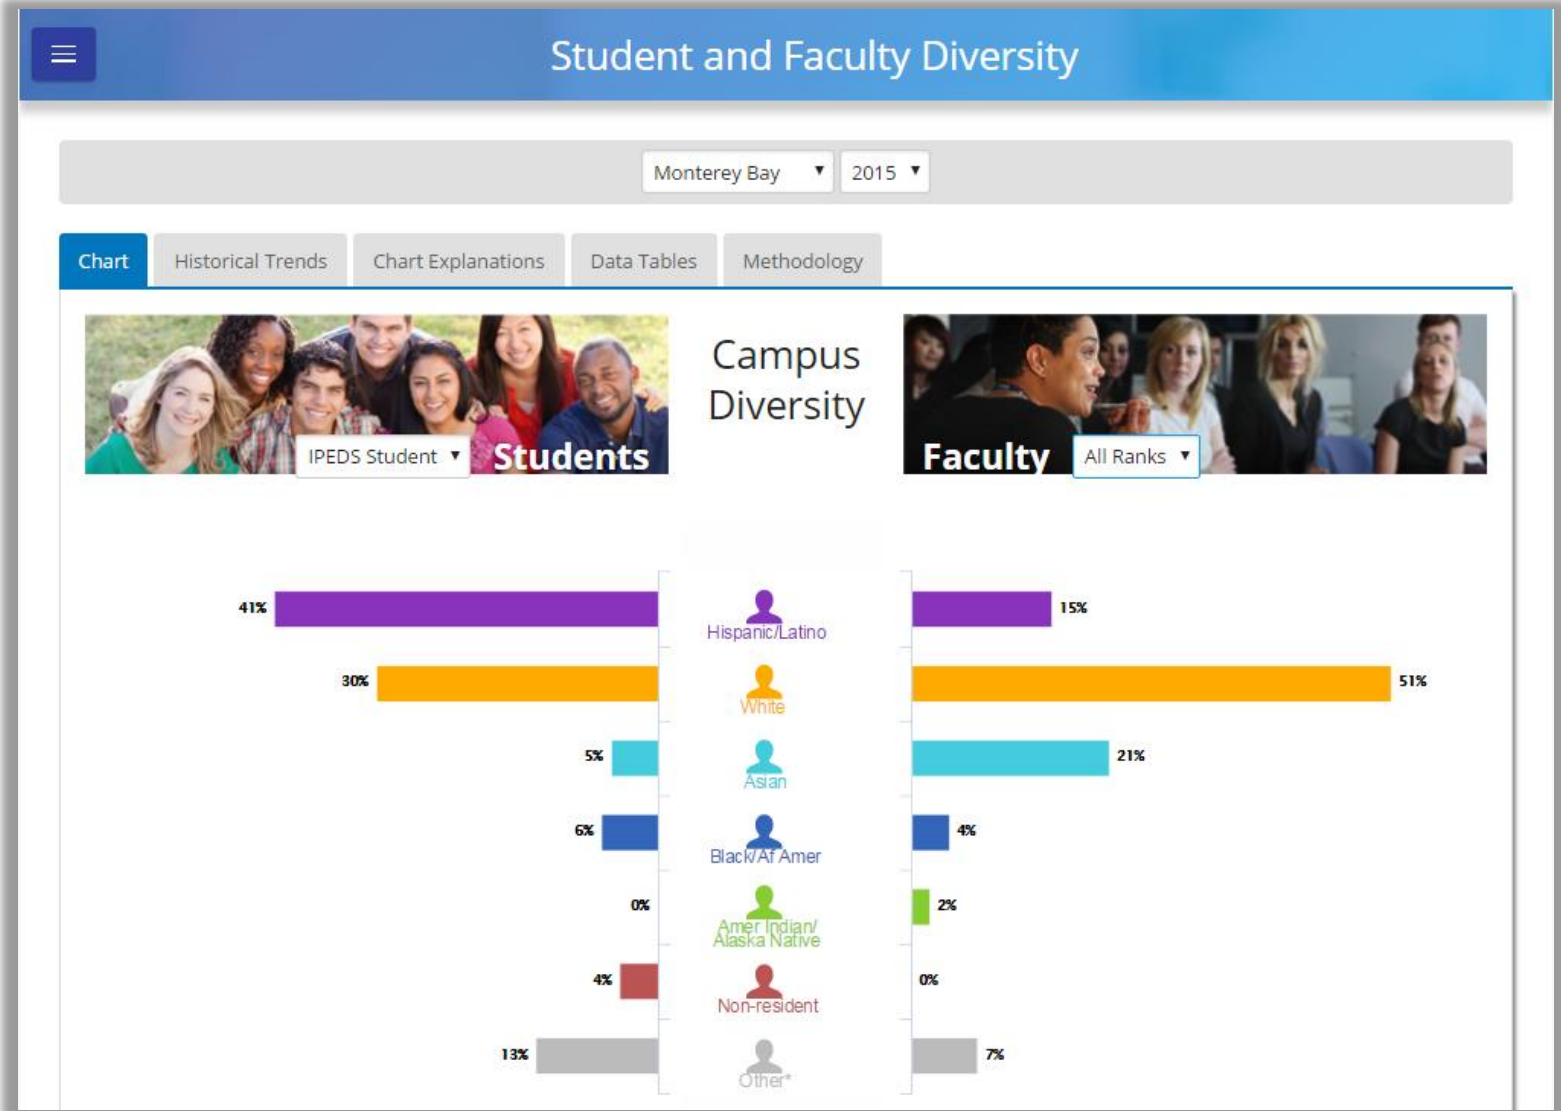 Student and Faculty Diversity
Monterey Bay 2015
Chart Historical Trends Chart Explanations Data Tables Methodology
Campus
Diversity
IPEDS Student Students
Faculty All Ranks
41% Hispanic/Latino 15%
30% White 51%
5% Asian 21%
6% Black/Af Amer 4%
0% Amer Indian/ 2%
Alaska Native
4% Non-resident 0%
13% Other* 7%